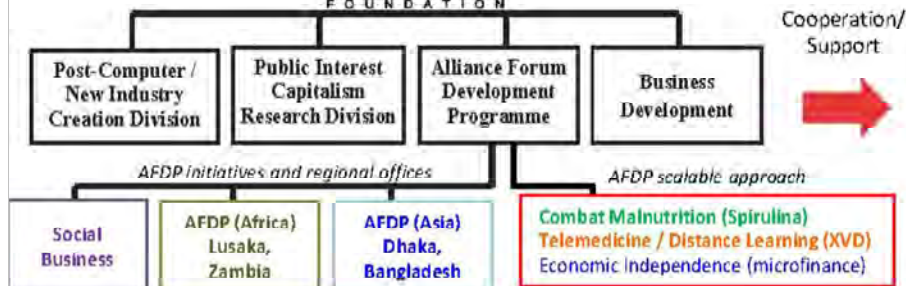 FOUNDATION
Cooperation/
Support
Post-Computer /
New Industry
Creation Division
Public Interest
Capitalism
Research Division
Alliance Forum
Development
Programme
Business
Development
AFDP initiatives and regional offices
AFDP scalable approach
Social
Business
AFDP (Africa)
Lusaka,
Zambia
AFDP (Asia)
Dhaka,
Bangladesh
Combat Malnutrition (Spirulina)
Telemedicine / Distance Learning (XVD)
Economic Independence (microfinance)